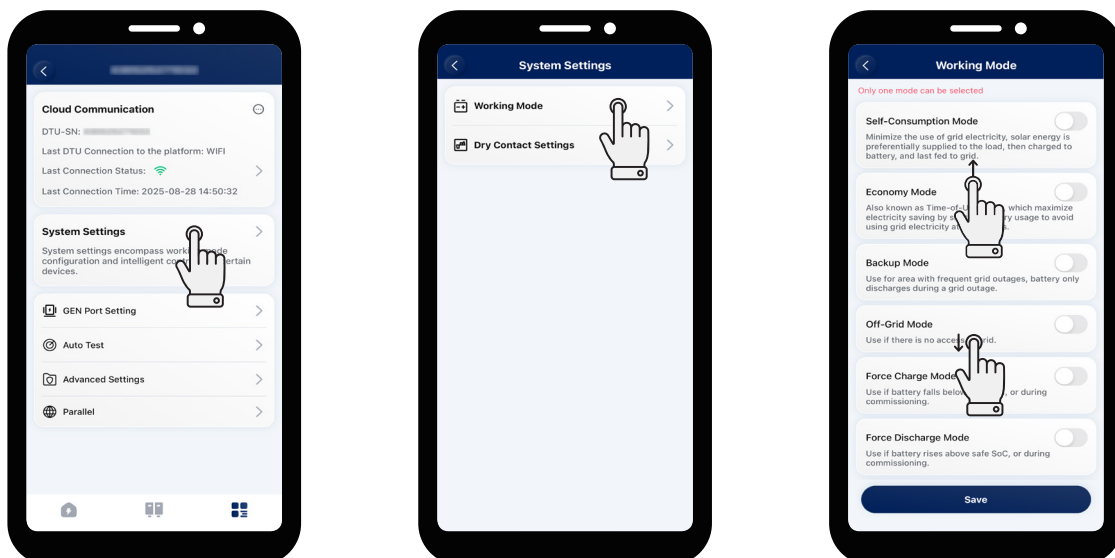 Cloud Communication
DTU-SN:
Last DTU Connection to the platform: WIFI
Last Connection Status:
Last Connection Time: 2025-08-28 14:50:32
System Settings
System settings encompass
configuration and intelligent
devices.
GEN Port Setting
Auto Test
Advanced Settings
Parallel
System Settings
Working Mode
Dry Contact Settings
Working Mode
Only one mode can be selected
Self-Consumption Mode
Minimize the use of grid electricity, solar energy is
preferentially supplied to the load, then charged to
battery, and last fed to grid.
Economy Mode
Also known as which maximize
electricity saving by usage to avoid
using grid electricity
Backup Mode
Use for area with frequent grid outages, battery only
discharges during a grid outage.
Off-Grid Mode
Use if there is no
Force Charge Mode
Use if battery falls or during
commissioning.
Force Discharge Mode
Use if battery rises above safe SoC, or during
commissioning.
Save